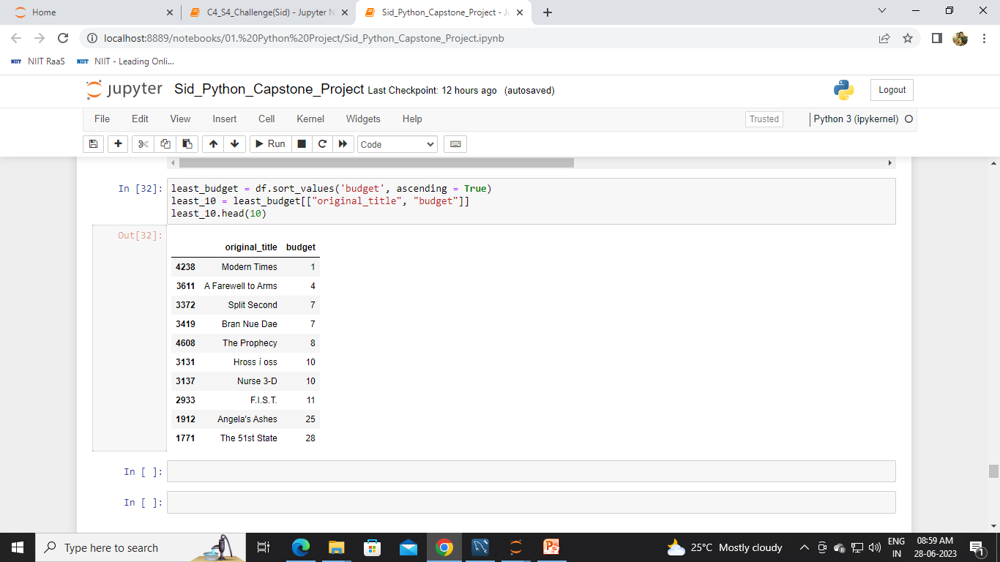 Home
C4_S4_Challenge(Sid) - Jupyter N
Sid_Python_Capstone_Project - Ju
localhost:8889/notebooks/01.%20Python%20Project/Sid_Python_Capstone_Project.ipynb
NIIT NIIT RaaS NIIT NIIT - Leading Onli...
jupyter Sid_Python_Capstone_Project Last Checkpoint: 12 hours ago (autosaved) Logout
File Edit View Insert Cell Kernel Widgets Help Trusted Python 3 (ipykernel)
Run Code
In [32]: least_budget = df.sort_values('budget', ascending = True)
least_10 = least_budget[["original_title", "budget"]]
least_10.head(10)
Out[32]:
original_title budget
4238 Modern Times 1
3611 A Farewell to Arms 4
3372 Split Second 7
3419 Bran Nue Dae 7
4608 The Prophecy 8
3131 Hross í oss 10
3137 Nurse 3-D 10
2933 F.I.S.T. 11
1912 Angela's Ashes 25
1771 The 51st State 28
In [ ]:
In [ ]:
Type here to search
25°C Mostly cloudy
ENG
IN
08:59 AM
28-06-2023
1